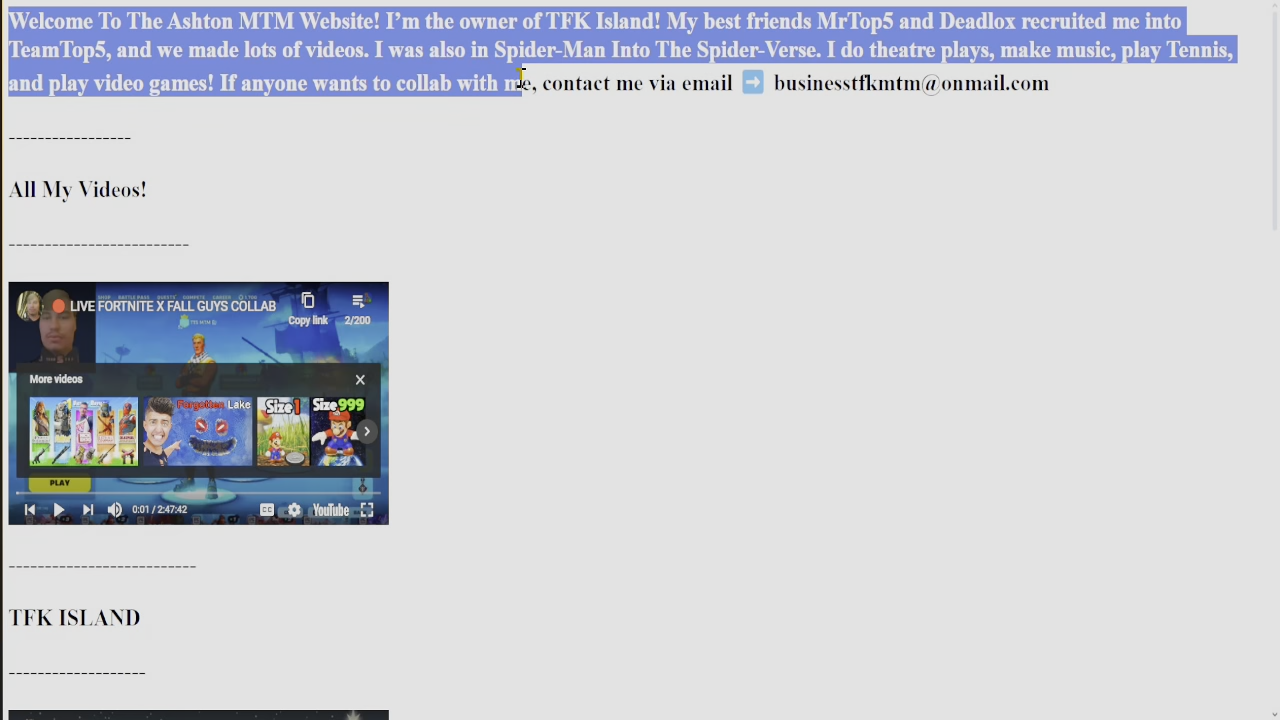 Welcome To The Ashton MTM Website! I’m the owner of TFK Island! My best friends MrTop5 and Deadlox recruited me into
TeamTop5, and we made lots of videos. I was also in Spider-Man Into The Spider-Verse. I do theatre plays, make music, play Tennis,
and play video games! If anyone wants to collab with me, contact me via email ➡️ businesstfkmtm@onmail.com
-----------------
All My Videos!
-------------------------
LIVE FORTNITE X FALL GUYS COLLAB
Copy link
2/200
More videos
Forgotten Lake
Size 1
Size 999
PLAY
0:01 / 2:47:42
CC
YouTube
--------------------------
TFK ISLAND
-------------------